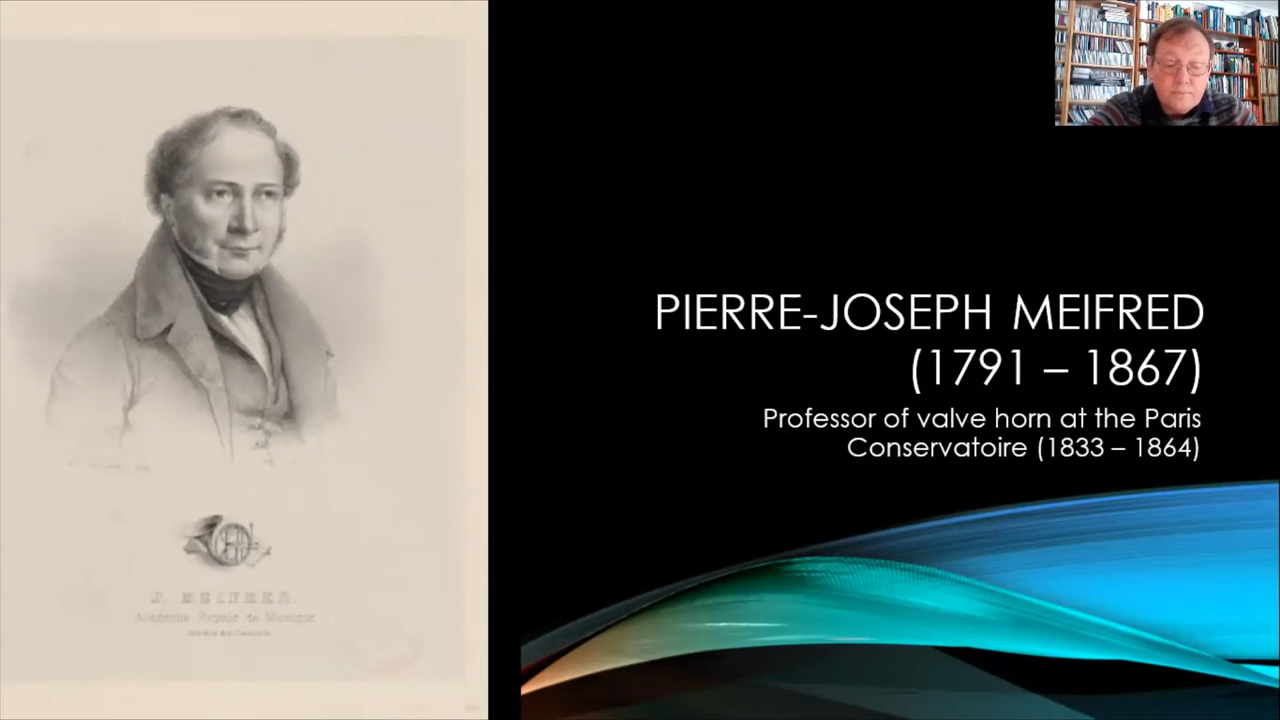 PIERRE-JOSEPH MEIFRED
(1791 – 1867)
Professor of valve horn at the Paris
Conservatoire (1833 – 1864)
J. MEIFRED.
Académie Royale de Musique